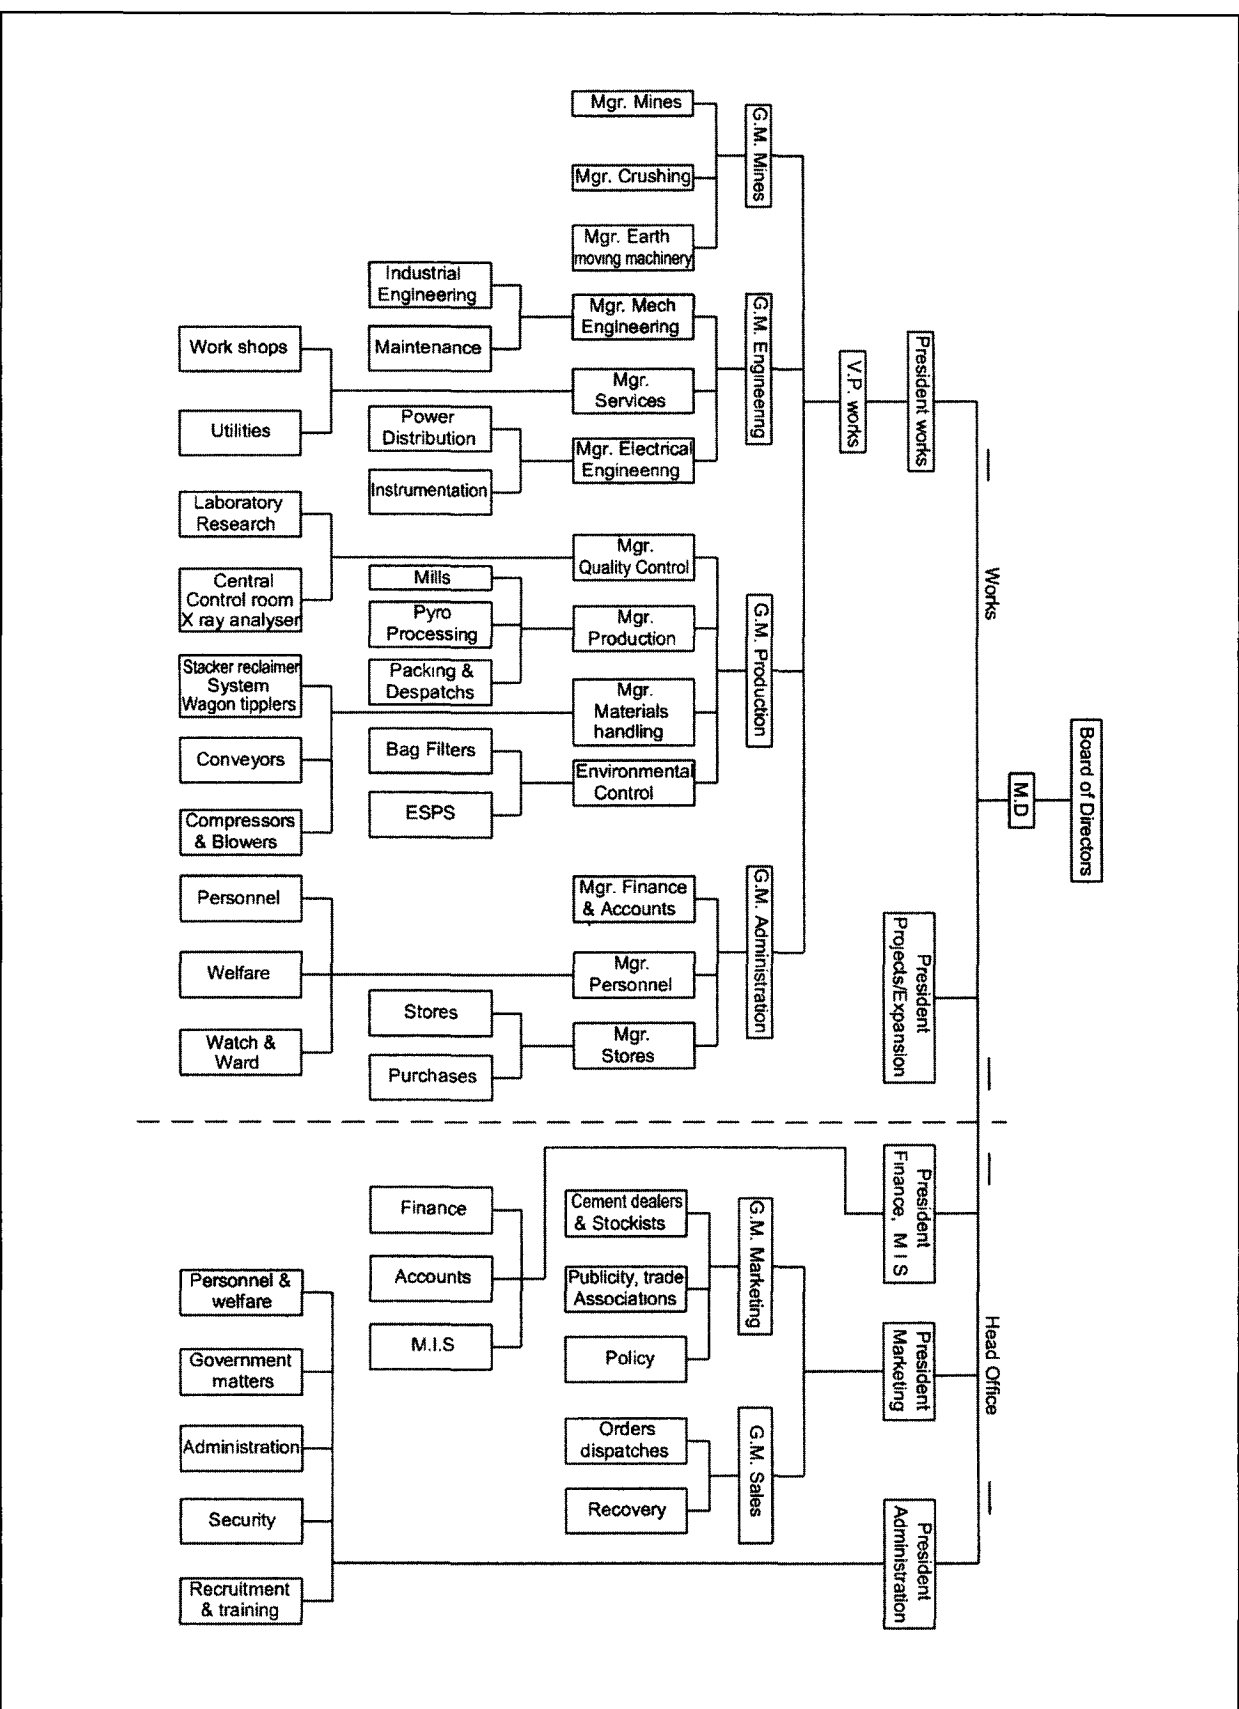 Board of Directors
M.D
Works
Head Office
President works
President
Projects/Expansion
President
Finance, M I S
President
Marketing
President
Administration
V.P. works
G.M. Mines
G.M. Engineering
G.M. Production
G.M. Administration
G.M. Marketing
G.M. Sales
Mgr. Mines
Mgr. Crushing
Mgr. Earth
moving machinery
Mgr. Mech
Engineering
Mgr.
Services
Mgr. Electrical
Engineering
Mgr.
Quality Control
Mgr.
Production
Mgr.
Materials
handling
Environmental
Control
Mgr. Finance
& Accounts
Mgr.
Personnel
Mgr.
Stores
Cement dealers
& Stockists
Publicity, trade
Associations
Policy
Orders
dispatches
Recovery
Industrial
Engineering
Maintenance
Power
Distribution
Instrumentation
Mills
Pyro
Processing
Packing &
Despatchs
Bag Filters
ESPS
Stores
Purchases
Finance
Accounts
M.I.S
Work shops
Utilities
Laboratory
Research
Central
Control room
X ray analyser
Stacker reclaimer
System
Wagon tipplers
Conveyors
Compressors
& Blowers
Personnel
Welfare
Watch &
Ward
Personnel &
welfare
Government
matters
Administration
Security
Recruitment
& training